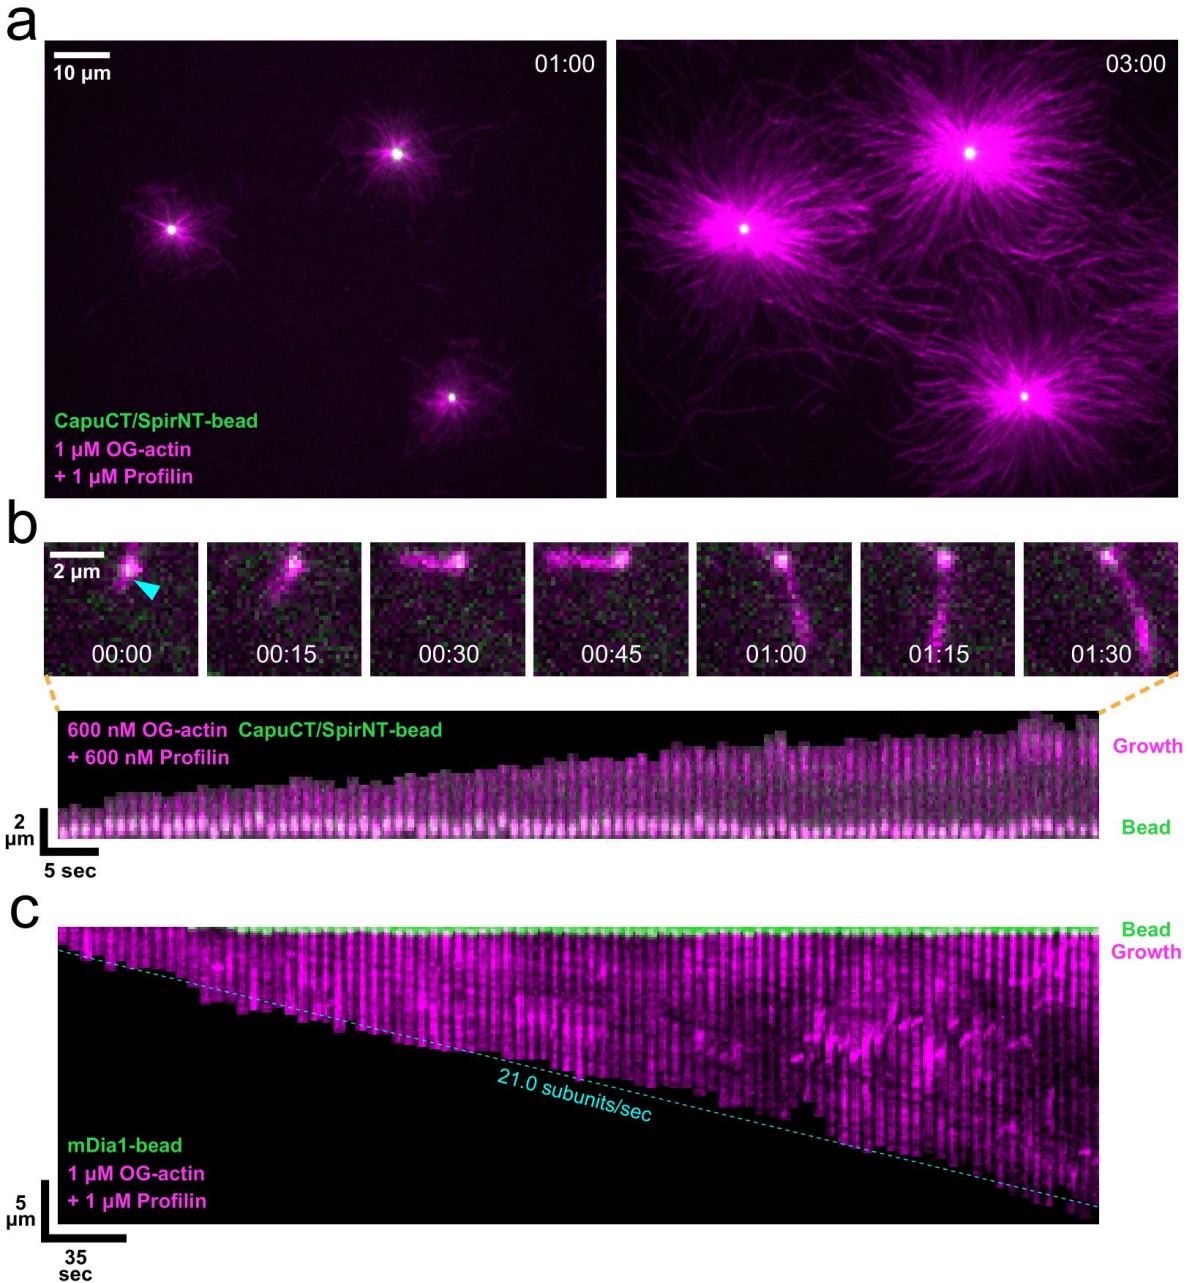 a
10 µm
01:00
03:00
CapuCT/SpirNT-bead
1 µM OG-actin
+ 1 µM Profilin
b
2 µm
00:00
00:15
00:30
00:45
01:00
01:15
01:30
600 nM OG-actin CapuCT/SpirNT-bead
+ 600 nM Profilin
Growth
Bead
2
µm
5 sec
c
Bead
Growth
21.0 subunits/sec
mDia1-bead
1 µM OG-actin
+ 1 µM Profilin
5
µm
35
sec